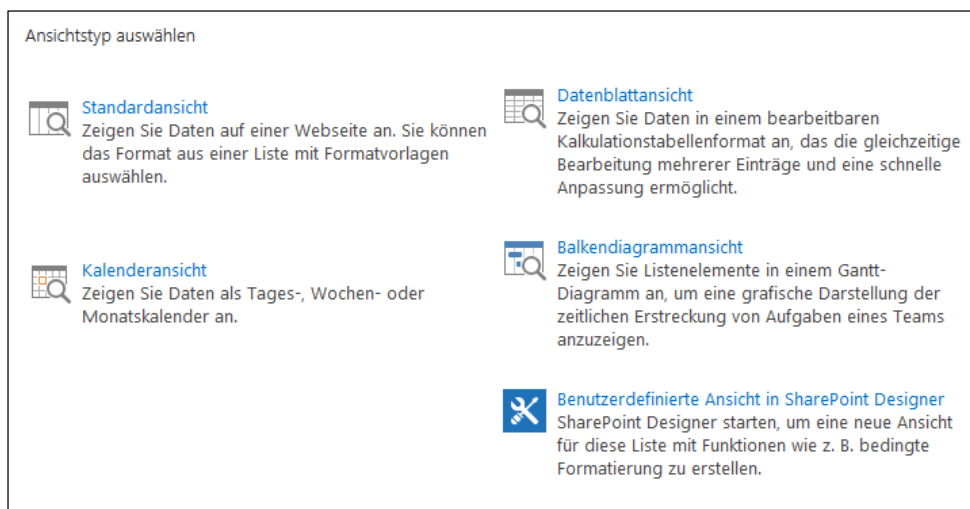 Ansichtstyp auswählen
Standardansicht
Zeigen Sie Daten auf einer Webseite an. Sie können
das Format aus einer Liste mit Formatvorlagen
auswählen.
Kalenderansicht
Zeigen Sie Daten als Tages-, Wochen- oder
Monatskalender an.
Datenblattansicht
Zeigen Sie Daten in einem bearbeitbaren
Kalkulationstabellenformat an, das die gleichzeitige
Bearbeitung mehrerer Einträge und eine schnelle
Anpassung ermöglicht.
Balkendiagrammansicht
Zeigen Sie Listenelemente in einem Gantt-
Diagramm an, um eine grafische Darstellung der
zeitlichen Erstreckung von Aufgaben eines Teams
anzuzeigen.
Benutzerdefinierte Ansicht in SharePoint Designer
SharePoint Designer starten, um eine neue Ansicht
für diese Liste mit Funktionen wie z. B. bedingte
Formatierung zu erstellen.